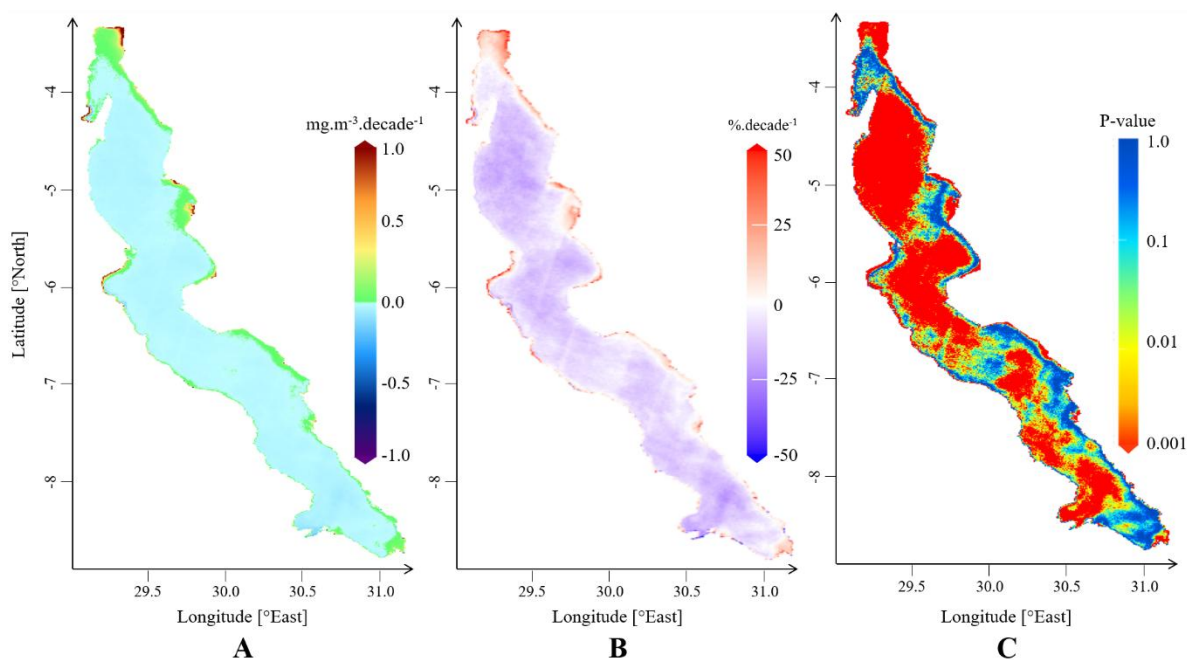 mg.m⁻³.decade⁻¹
1.0
0.5
0.0
-0.5
-1.0
Latitude [°North]
-4
-5
-6
-7
-8
29.5 30.0 30.5 31.0
Longitude [°East]
A
%.decade⁻¹
50
25
0
-25
-50
-4
-5
-6
-7
-8
29.5 30.0 30.5 31.0
Longitude [°East]
B
P-value
1.0
0.1
0.01
0.001
-4
-5
-6
-7
-8
29.5 30.0 30.5 31.0
Longitude [°East]
C